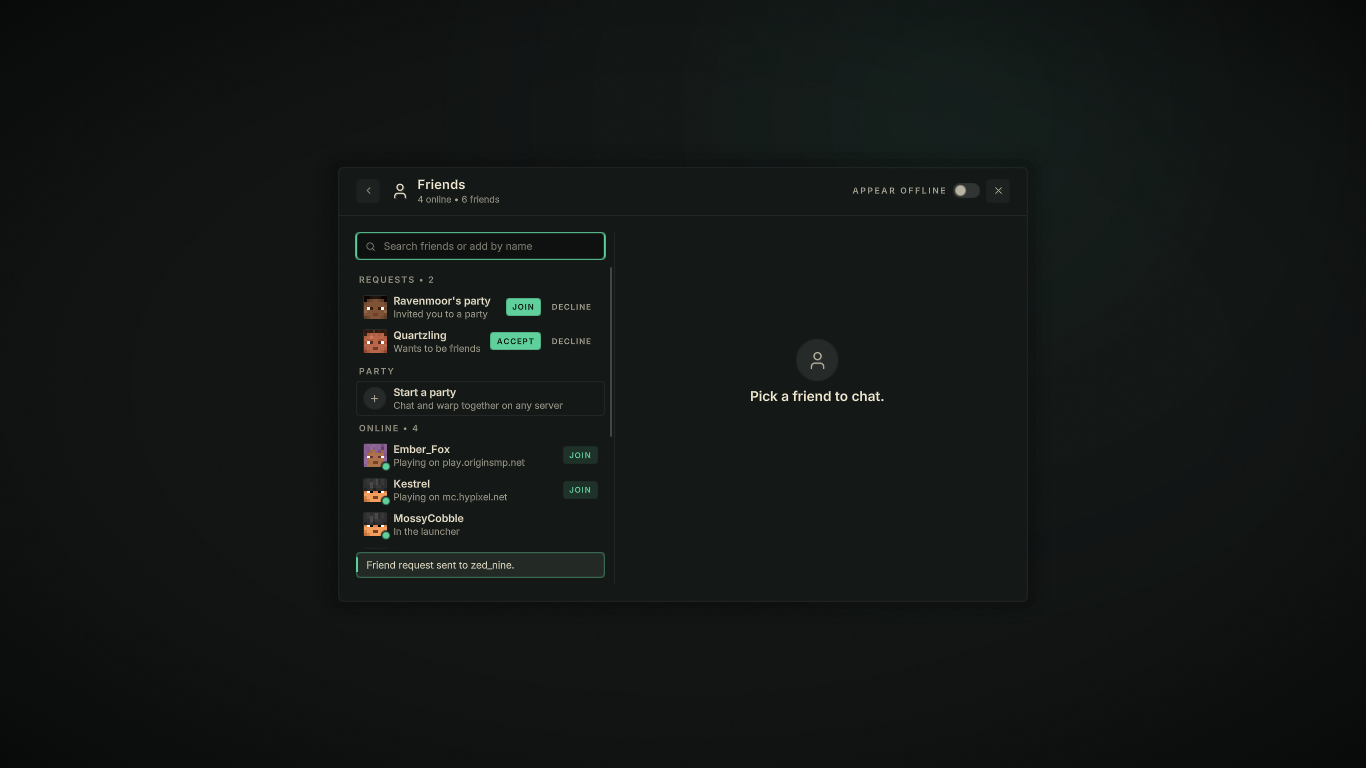 Friends
4 online • 6 friends
APPEAR OFFLINE
Search friends or add by name
REQUESTS • 2
Ravenmoor's party
Invited you to a party
JOIN
DECLINE
Quartzling
Wants to be friends
ACCEPT
DECLINE
PARTY
Start a party
Chat and warp together on any server
ONLINE • 4
Ember_Fox
Playing on play.originsmp.net
JOIN
Kestrel
Playing on mc.hypixel.net
JOIN
MossyCobble
In the launcher
Friend request sent to zed_nine.
Pick a friend to chat.